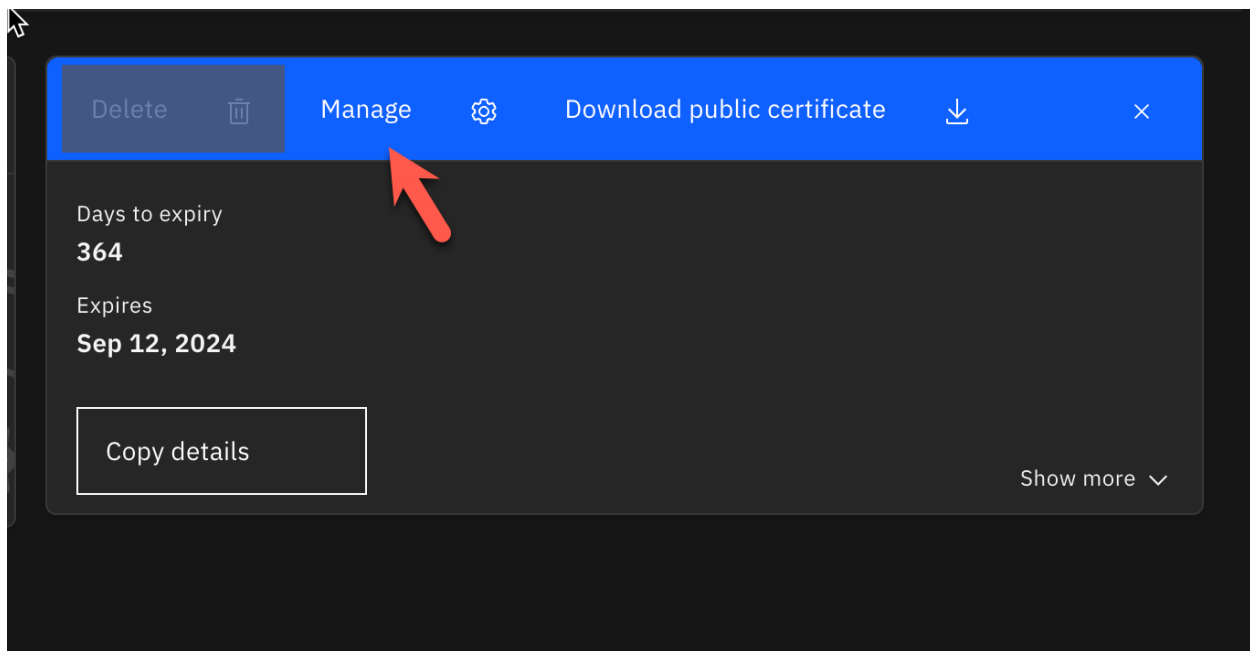 Delete Manage Download public certificate
Days to expiry
364
Expires
Sep 12, 2024
Copy details
Show more